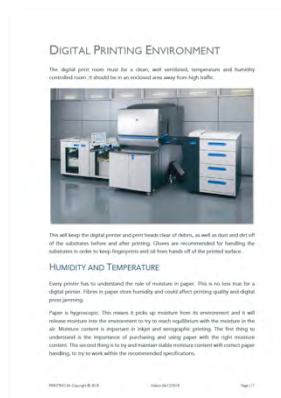 DIGITAL PRINTING ENVIRONMENT
The digital print room must be a clean, well ventilated, temperature and humidity
controlled room. It should be in an enclosed area away from high traffic.
This will keep the digital printer and print heads clear of debris, as well as dust and dirt off
of the substrates before and after printing. Gloves are recommended for handling the
substrates in order to keep fingerprints and oil from hands off of the printed surface.
HUMIDITY AND TEMPERATURE
Every printer has to understand the role of moisture in paper. This is no less true for a
digital printer. Fibres in paper store humidity and could affect printing quality and digital
press jamming.
Paper is hygroscopic. This means it picks up moisture from its environment and it will
release moisture into the environment to try to reach equilibrium with the moisture in the
air. Moisture content is important in inkjet and xerographic printing. The first thing to
understand is the importance of purchasing and using paper with the right moisture
content. The second thing is to try and maintain stable moisture content with correct paper
handling, to try to work within the recommended specifications.
PRINTING Copyright © 2018
Page | 7